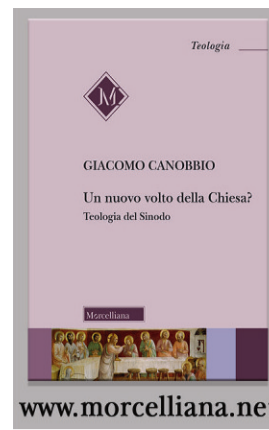 Teologia
M
GIACOMO CANOBBIO
Un nuovo volto della Chiesa?
Teologia del Sinodo
Morcelliana
www.morcelliana.ne